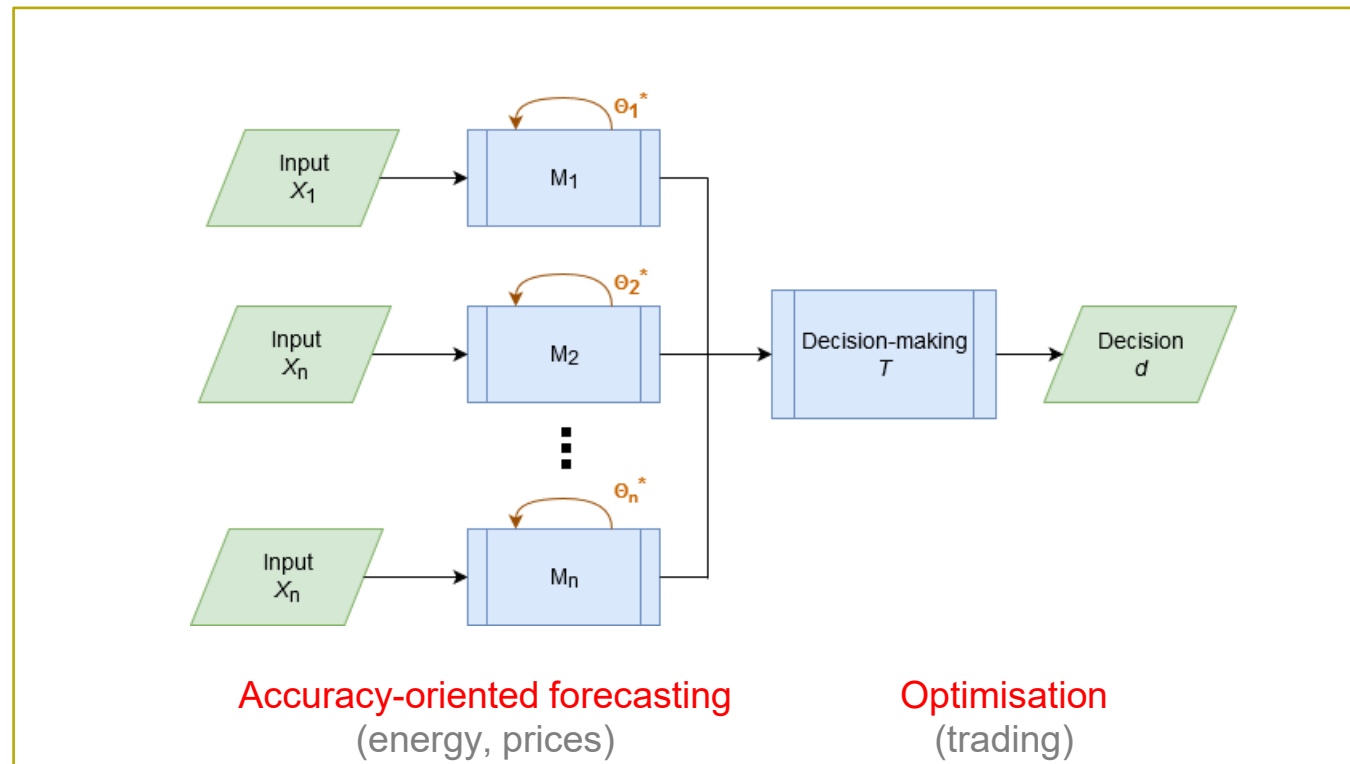 Θ1*
Input
X1
M1
Θ2*
Input
Xn
M2
Decision-making
T
Decision
d
Θn*
Input
Xn
Mn
Accuracy-oriented forecasting
(energy, prices)
Optimisation
(trading)